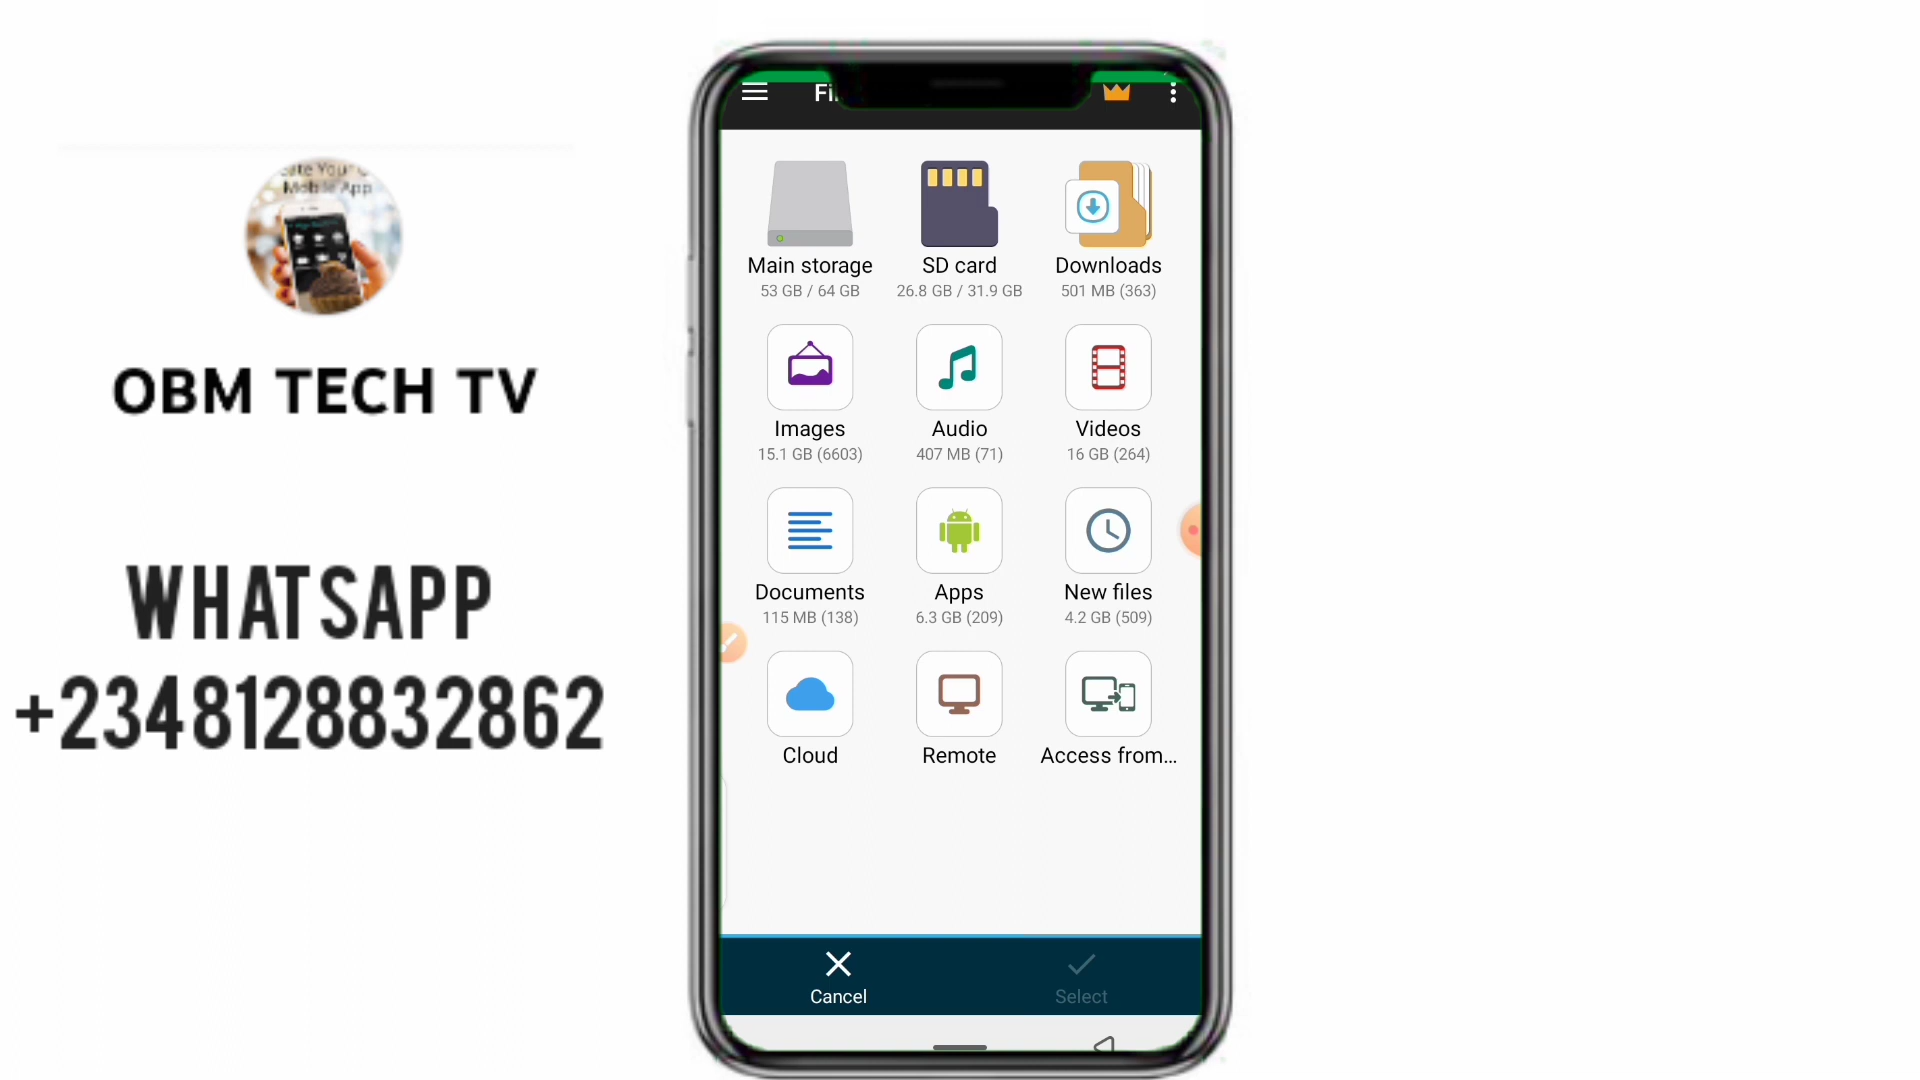 Mobile App
OBM TECH TV
WHATSAPP
+2348128832862
Main storage
53 GB / 64 GB
SD card
26.8 GB / 31.9 GB
Downloads
501 MB (363)
Images
15.1 GB (6603)
Audio
407 MB (71)
Videos
16 GB (264)
Documents
115 MB (138)
Apps
6.3 GB (209)
New files
4.2 GB (509)
Cloud
Remote
Access from...
Cancel
Select